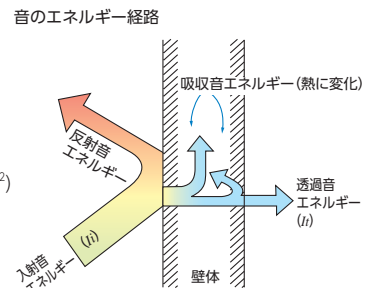 音のエネルギー経路
吸収音エネルギー(熱に変化)
反射音
エネルギー
2)
透過音
エネルギー
(It)
(Ii)
入射音
エネルギー
壁体